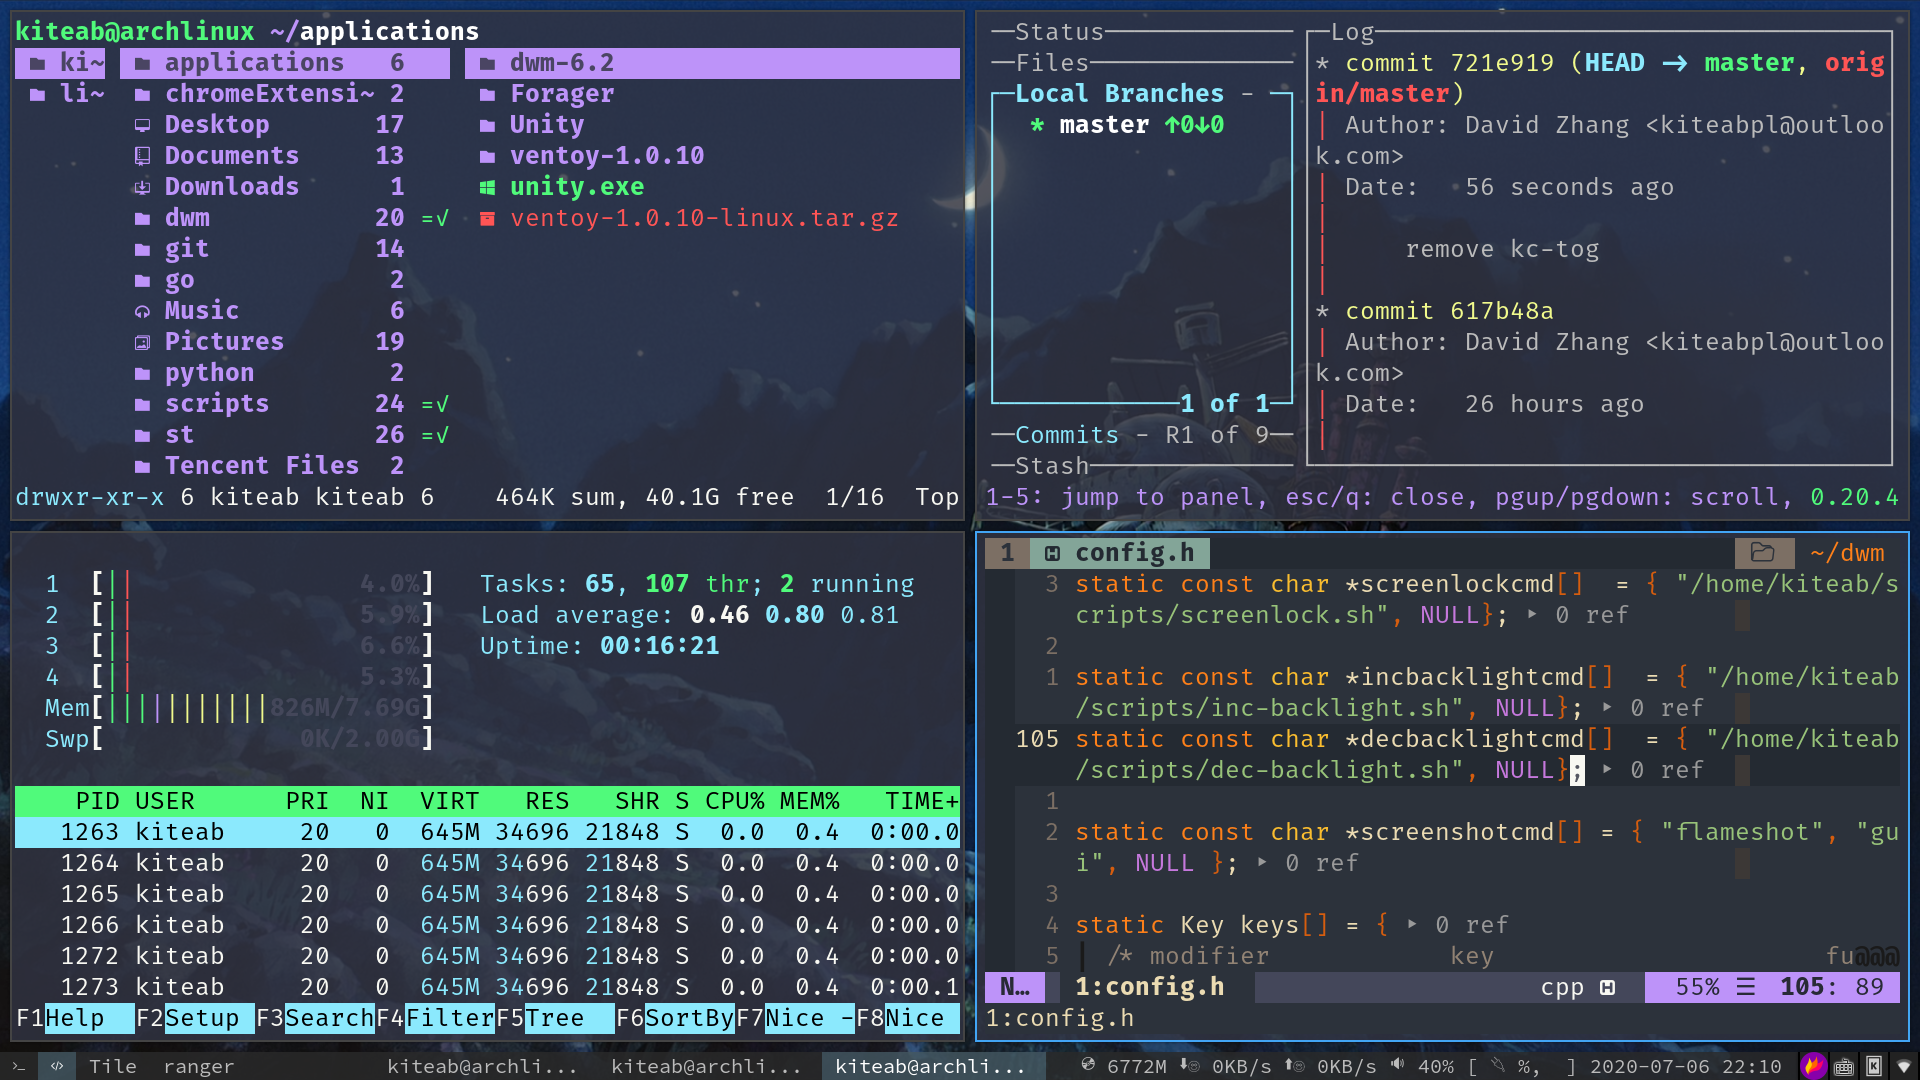 kiteab@archlinux ~/applications
ki~ applications 6 dwm-6.2
li~ chromeExtensi~ 2 Forager
Desktop 17 Unity
Documents 13 ventoy-1.0.10
Downloads 1 unity.exe
dwm 20 =√ ventoy-1.0.10-linux.tar.gz
git 14
go 2
Music 6
Pictures 19
python 2
scripts 24 =√
st 26 =√
Tencent Files 2
drwxr-xr-x 6 kiteab kiteab 6 464K sum, 40.1G free 1/16 Top
Status
Files
Local Branches -
* master ↑0↓0
1 of 1
Commits - R1 of 9
Stash
Log
* commit 721e919 (HEAD -> master, orig
in/master)
| Author: David Zhang <kiteabpl@outloo
k.com>
| Date:   56 seconds ago
|
|     remove kc-tog
|
* commit 617b48a
| Author: David Zhang <kiteabpl@outloo
k.com>
| Date:   26 hours ago
|
1-5: jump to panel, esc/q: close, pgup/pgdown: scroll, 0.20.4
1 [|| 4.0%]
2 [|| 5.9%]
3 [|| 6.6%]
4 [|| 5.3%]
Mem[|||||||||||826M/7.69G]
Swp[ 0K/2.00G]
Tasks: 65, 107 thr; 2 running
Load average: 0.46 0.80 0.81
Uptime: 00:16:21
PID USER PRI NI VIRT RES SHR S CPU% MEM% TIME+
1263 kiteab 20 0 645M 34696 21848 S 0.0 0.4 0:00.0
1264 kiteab 20 0 645M 34696 21848 S 0.0 0.4 0:00.0
1265 kiteab 20 0 645M 34696 21848 S 0.0 0.4 0:00.0
1266 kiteab 20 0 645M 34696 21848 S 0.0 0.4 0:00.0
1272 kiteab 20 0 645M 34696 21848 S 0.0 0.4 0:00.0
1273 kiteab 20 0 645M 34696 21848 S 0.0 0.4 0:00.1
F1Help F2Setup F3SearchF4FilterF5Tree F6SortByF7Nice -F8Nice
1 config.h ~/dwm
3 static const char *screenlockcmd[]  = { "/home/kiteab/s
cripts/screenlock.sh", NULL}; ‣ 0 ref
2
1 static const char *incbacklightcmd[]  = { "/home/kiteab
/scripts/inc-backlight.sh", NULL}; ‣ 0 ref
105 static const char *decbacklightcmd[]  = { "/home/kiteab
/scripts/dec-backlight.sh", NULL}; ‣ 0 ref
1
2 static const char *screenshotcmd[] = { "flameshot", "gu
i", NULL }; ‣ 0 ref
3
4 static Key keys[] = { ‣ 0 ref
5 | /* modifier key fu@@@
N… 1:config.h cpp 55% ☰ 105: 89
1:config.h
>_ </> Tile ranger kiteab@archli... kiteab@archli... kiteab@archli... 6772M 0KB/s 0KB/s 40% [ %, ] 2020-07-06 22:10